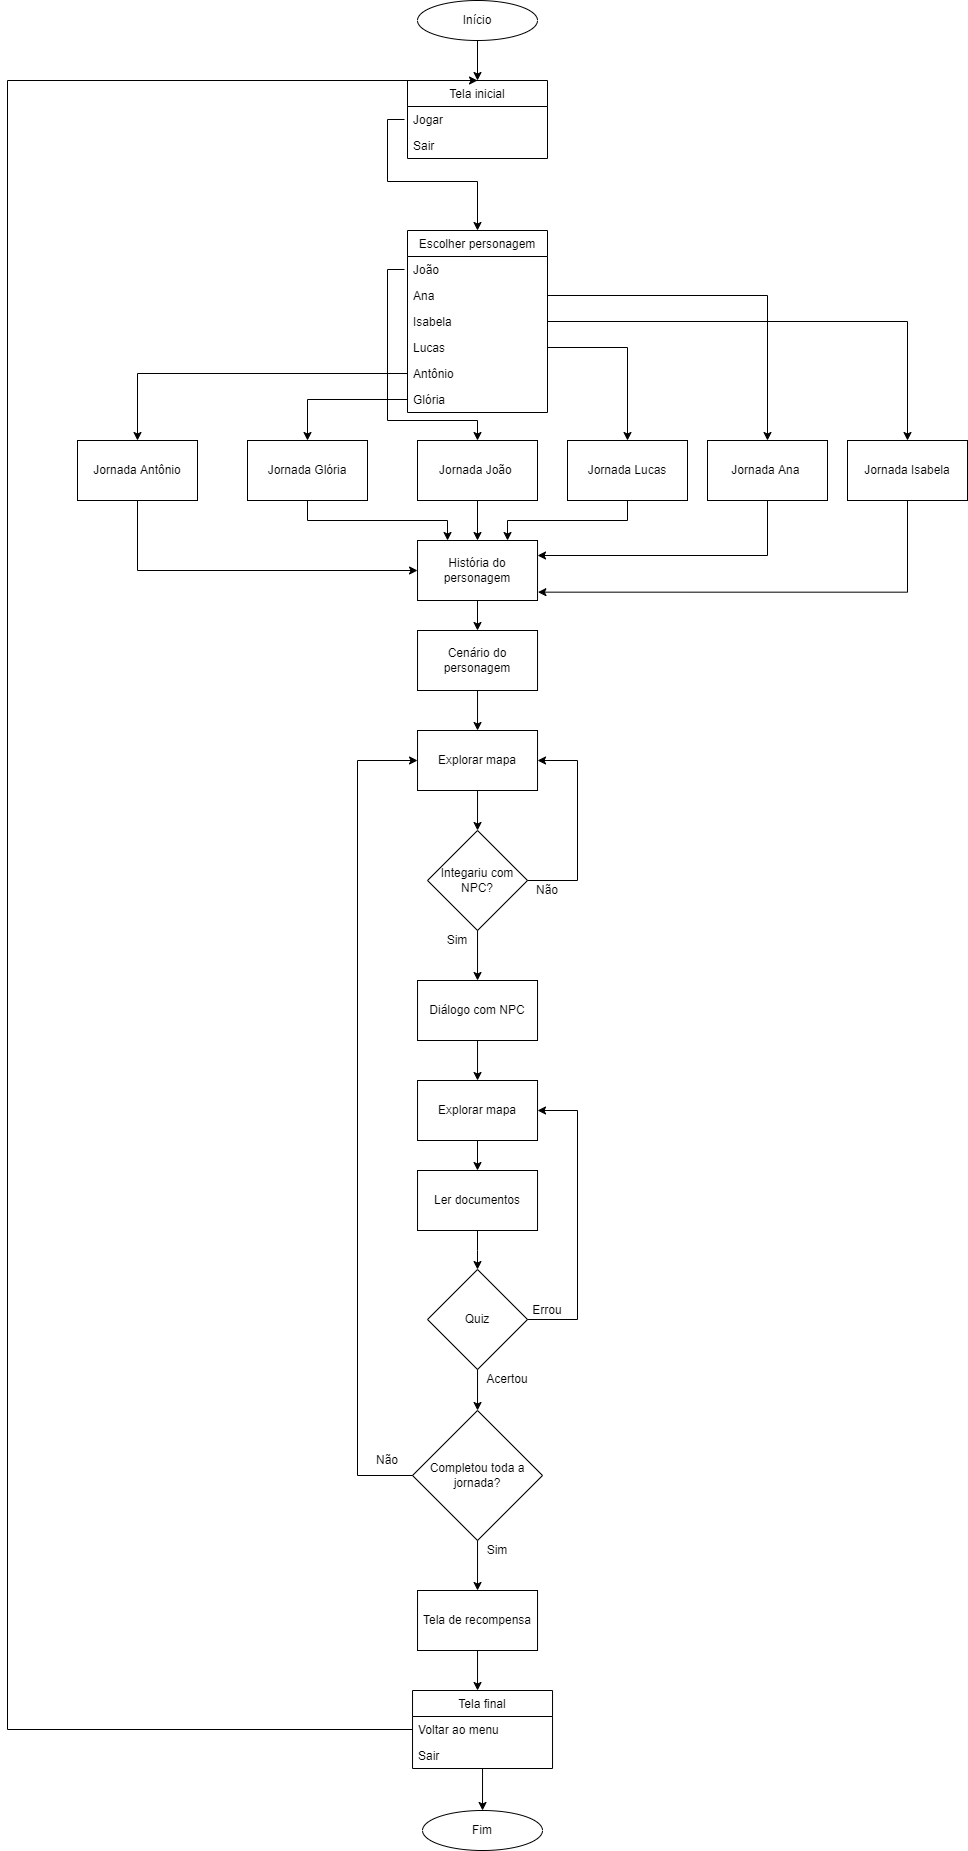 Início
Tela inicial
Jogar
Sair
Escolher personagem
João
Ana
Isabela
Lucas
Antônio
Glória
Jornada Antônio
Jornada Glória
Jornada João
Jornada Lucas
Jornada Ana
Jornada Isabela
História do
personagem
Cenário do
personagem
Explorar mapa
Integariu com
NPC?
Não
Sim
Diálogo com NPC
Explorar mapa
Ler documentos
Quiz
Errou
Acertou
Não
Completou toda a
jornada?
Sim
Tela de recompensa
Tela final
Voltar ao menu
Sair
Fim